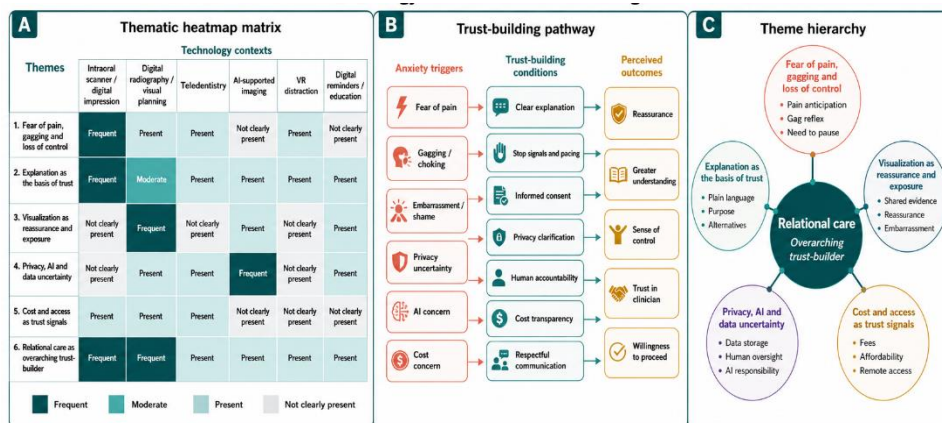 A
Thematic heatmap matrix
Technology contexts
Themes
Intraoral
scanner /
digital
impression
Digital
radiography /
visual
planning
Teledentistry
AI-supported
imaging
VR
distraction
Digital
reminders /
education
1. Fear of pain,
gagging and
loss of control
Frequent
Present
Present
Not clearly
present
Present
Not clearly
present
2. Explanation as
the basis of trust
Frequent
Moderate
Present
Present
Present
Present
3. Visualization as
reassurance and
exposure
Not clearly
present
Frequent
Not clearly
present
Present
Not clearly
present
Present
4. Privacy, AI and
data uncertainty
Not clearly
present
Present
Present
Frequent
Not clearly
present
Present
5. Cost and access
as trust signals
Present
Present
Present
Not clearly
present
Not clearly
present
Not clearly
present
6. Relational care as
overarching trust-
builder
Frequent
Frequent
Present
Present
Present
Present
Frequent
Moderate
Present
Not clearly present
B
Trust-building pathway
Anxiety triggers
Trust-building
conditions
Perceived
outcomes
Fear of pain
Clear explanation
Reassurance
Gagging /
choking
Stop signals and pacing
Greater
understanding
Embarrassment /
shame
Informed consent
Sense of
control
Privacy
uncertainty
Privacy clarification
Human accountability
Trust in
clinician
AI concern
Cost transparency
Willingness
to proceed
Cost
concern
Respectful
communication
C
Theme hierarchy
Fear of pain,
gagging and
loss of control
• Pain anticipation
• Gag reflex
• Need to pause
Explanation as
the basis of trust
• Plain language
• Purpose
• Alternatives
Visualization as
reassurance and
exposure
• Shared evidence
• Reassurance
• Embarrassment
Relational care
Overarching
trust-builder
Privacy, AI and
data uncertainty
• Data storage
• Human oversight
• AI responsibility
Cost and access
as trust signals
• Fees
• Affordability
• Remote access